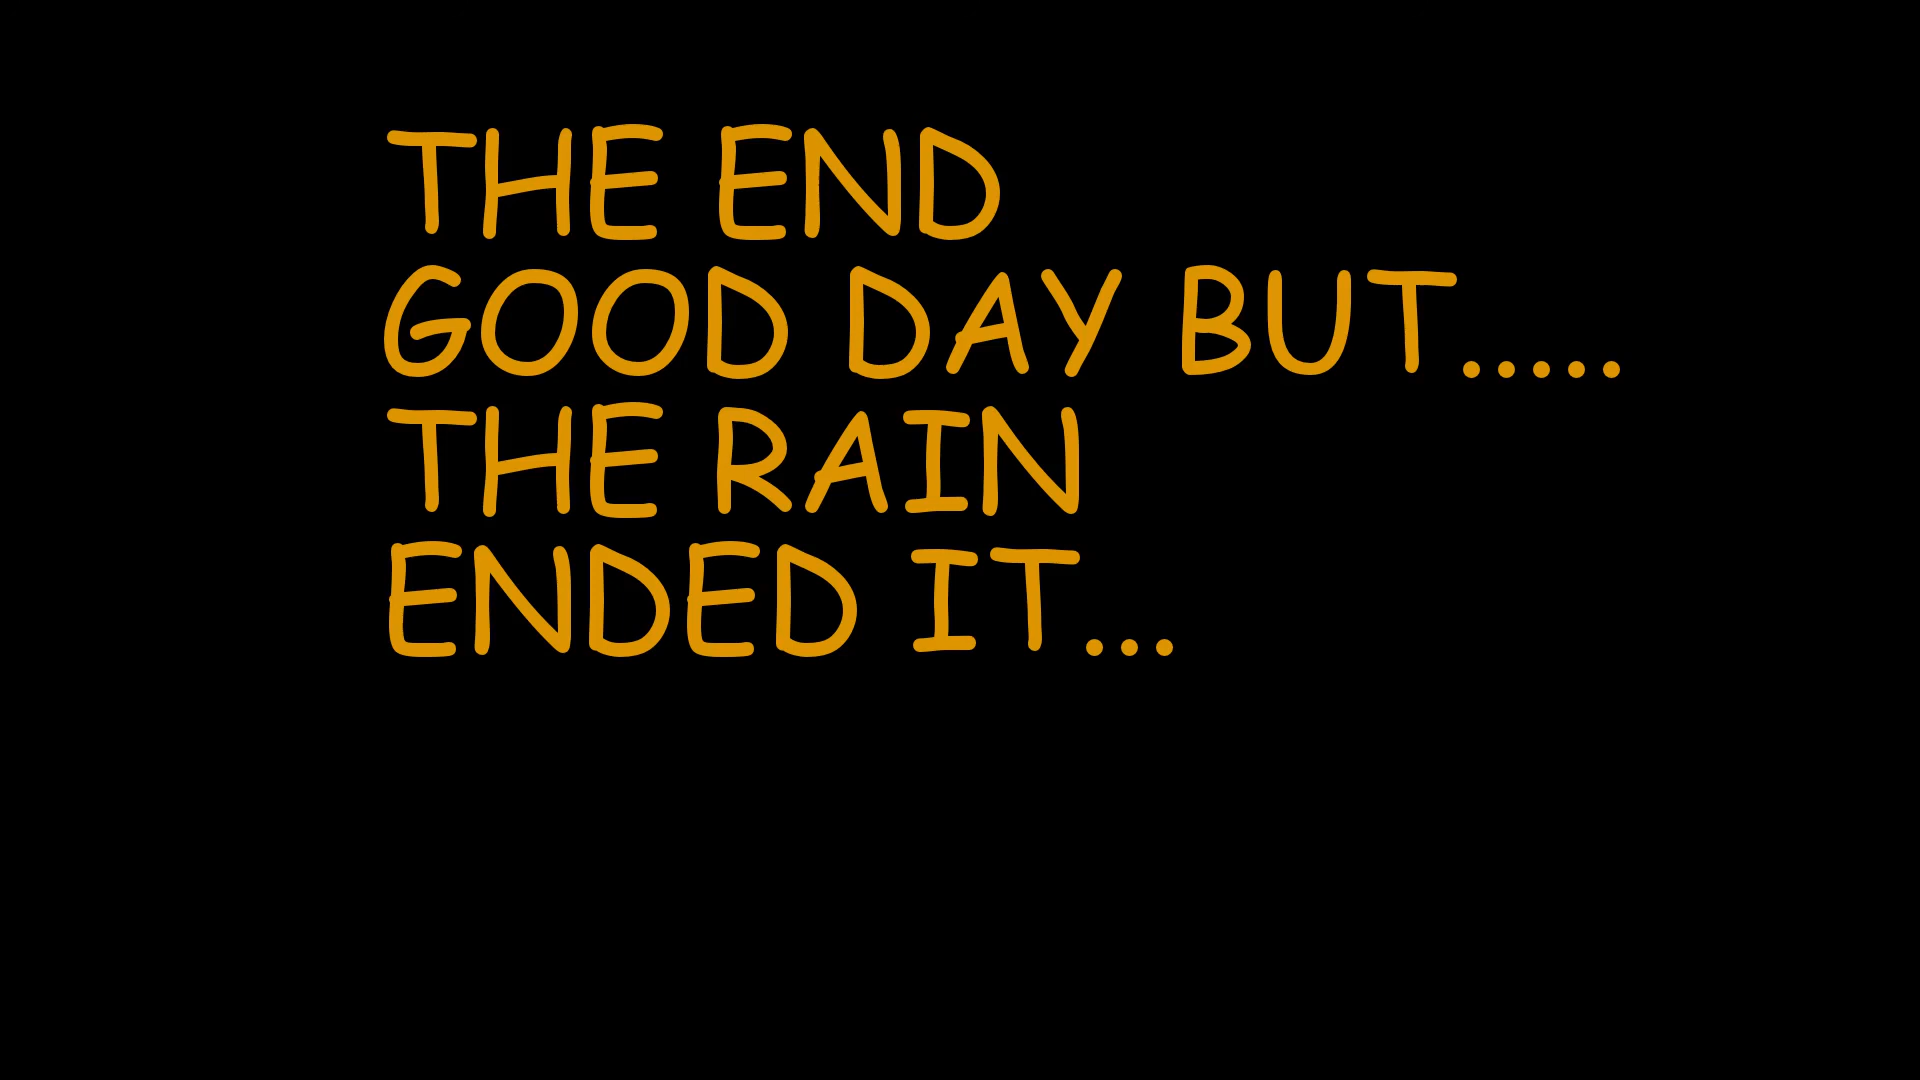 THE END
GOOD DAY BUT.....
THE RAIN
ENDED IT...